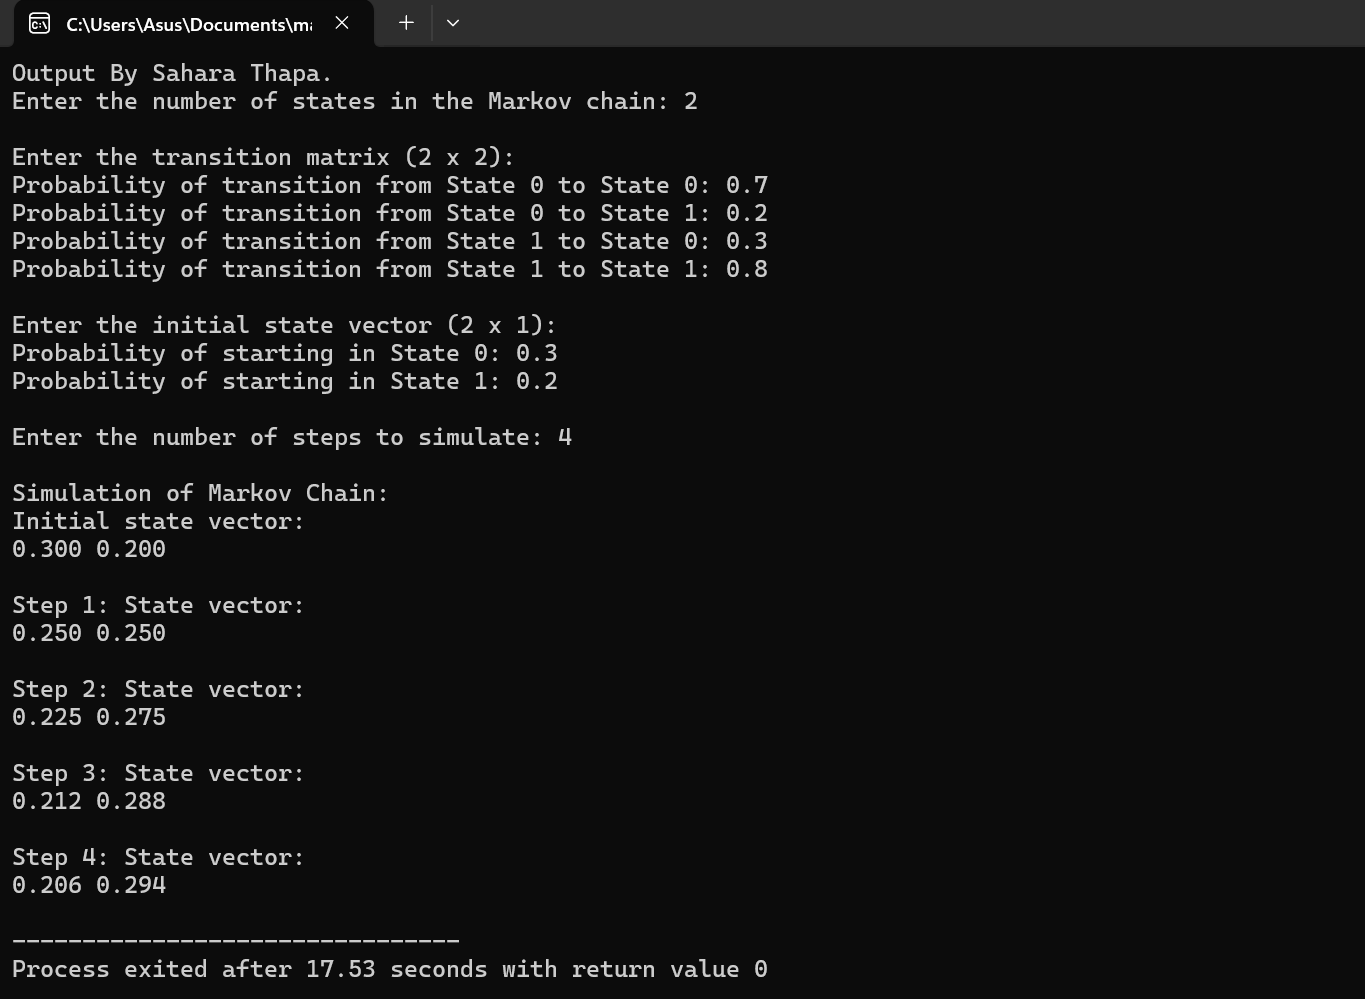 C:\Users\Asus\Documents\ma
Output By Sahara Thapa.
Enter the number of states in the Markov chain: 2
Enter the transition matrix (2 x 2):
Probability of transition from State 0 to State 0: 0.7
Probability of transition from State 0 to State 1: 0.2
Probability of transition from State 1 to State 0: 0.3
Probability of transition from State 1 to State 1: 0.8
Enter the initial state vector (2 x 1):
Probability of starting in State 0: 0.3
Probability of starting in State 1: 0.2
Enter the number of steps to simulate: 4
Simulation of Markov Chain:
Initial state vector:
0.300 0.200
Step 1: State vector:
0.250 0.250
Step 2: State vector:
0.225 0.275
Step 3: State vector:
0.212 0.288
Step 4: State vector:
0.206 0.294
--------------------------------
Process exited after 17.53 seconds with return value 0